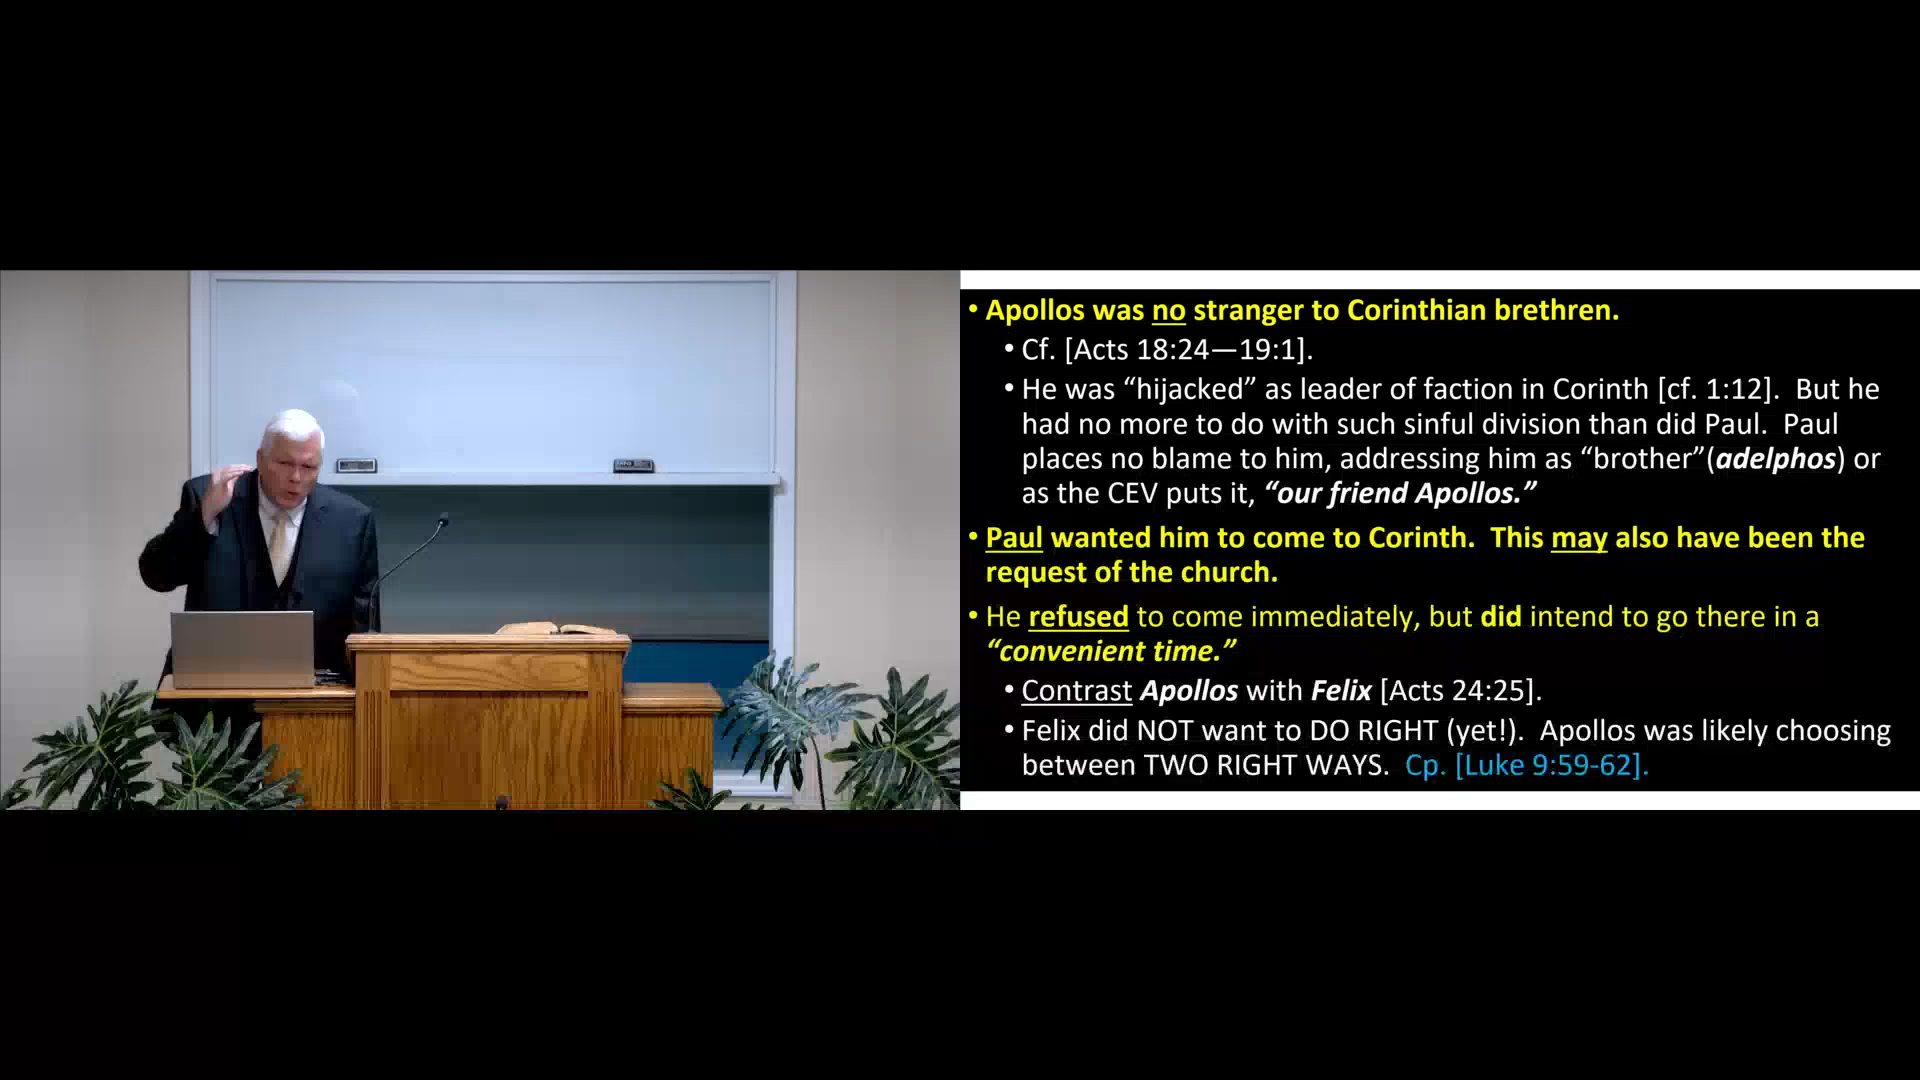 • Apollos was no stranger to Corinthian brethren.
• Cf. [Acts 18:24—19:1].
• He was “hijacked” as leader of faction in Corinth [cf. 1:12].  But he
had no more to do with such sinful division than did Paul.  Paul
places no blame to him, addressing him as “brother”(adelphos) or
as the CEV puts it, “our friend Apollos.”
• Paul wanted him to come to Corinth.  This may also have been the
request of the church.
• He refused to come immediately, but did intend to go there in a
“convenient time.”
• Contrast Apollos with Felix [Acts 24:25].
• Felix did NOT want to DO RIGHT (yet!).  Apollos was likely choosing
between TWO RIGHT WAYS.  Cp. [Luke 9:59-62].